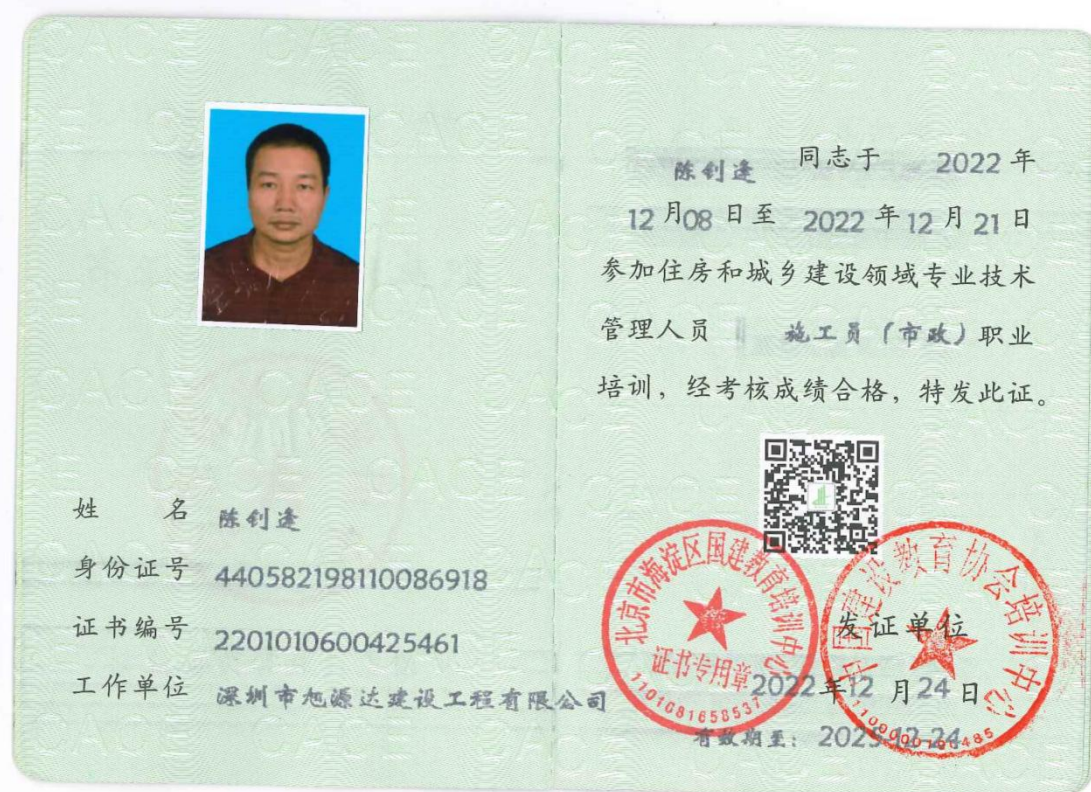 姓 名 陈钊逢
身份证号 440582198110086918
证书编号 2201010600425461
工作单位 深圳市旭源达建设工程有限公司
陈钊逢 同志于 2022 年
12 月 08 日至 2022 年 12 月 21 日
参加住房和城乡建设领域专业技术
管理人员 施工员（市政）职业
培训，经考核成绩合格，特发此证。
北京市海淀区国建教育培训中心
证书专用章
1101081658537
中国建设教育协会培训中心
发证单位
2022 年 12 月 24 日
有效期至：2025-12-24
CACE